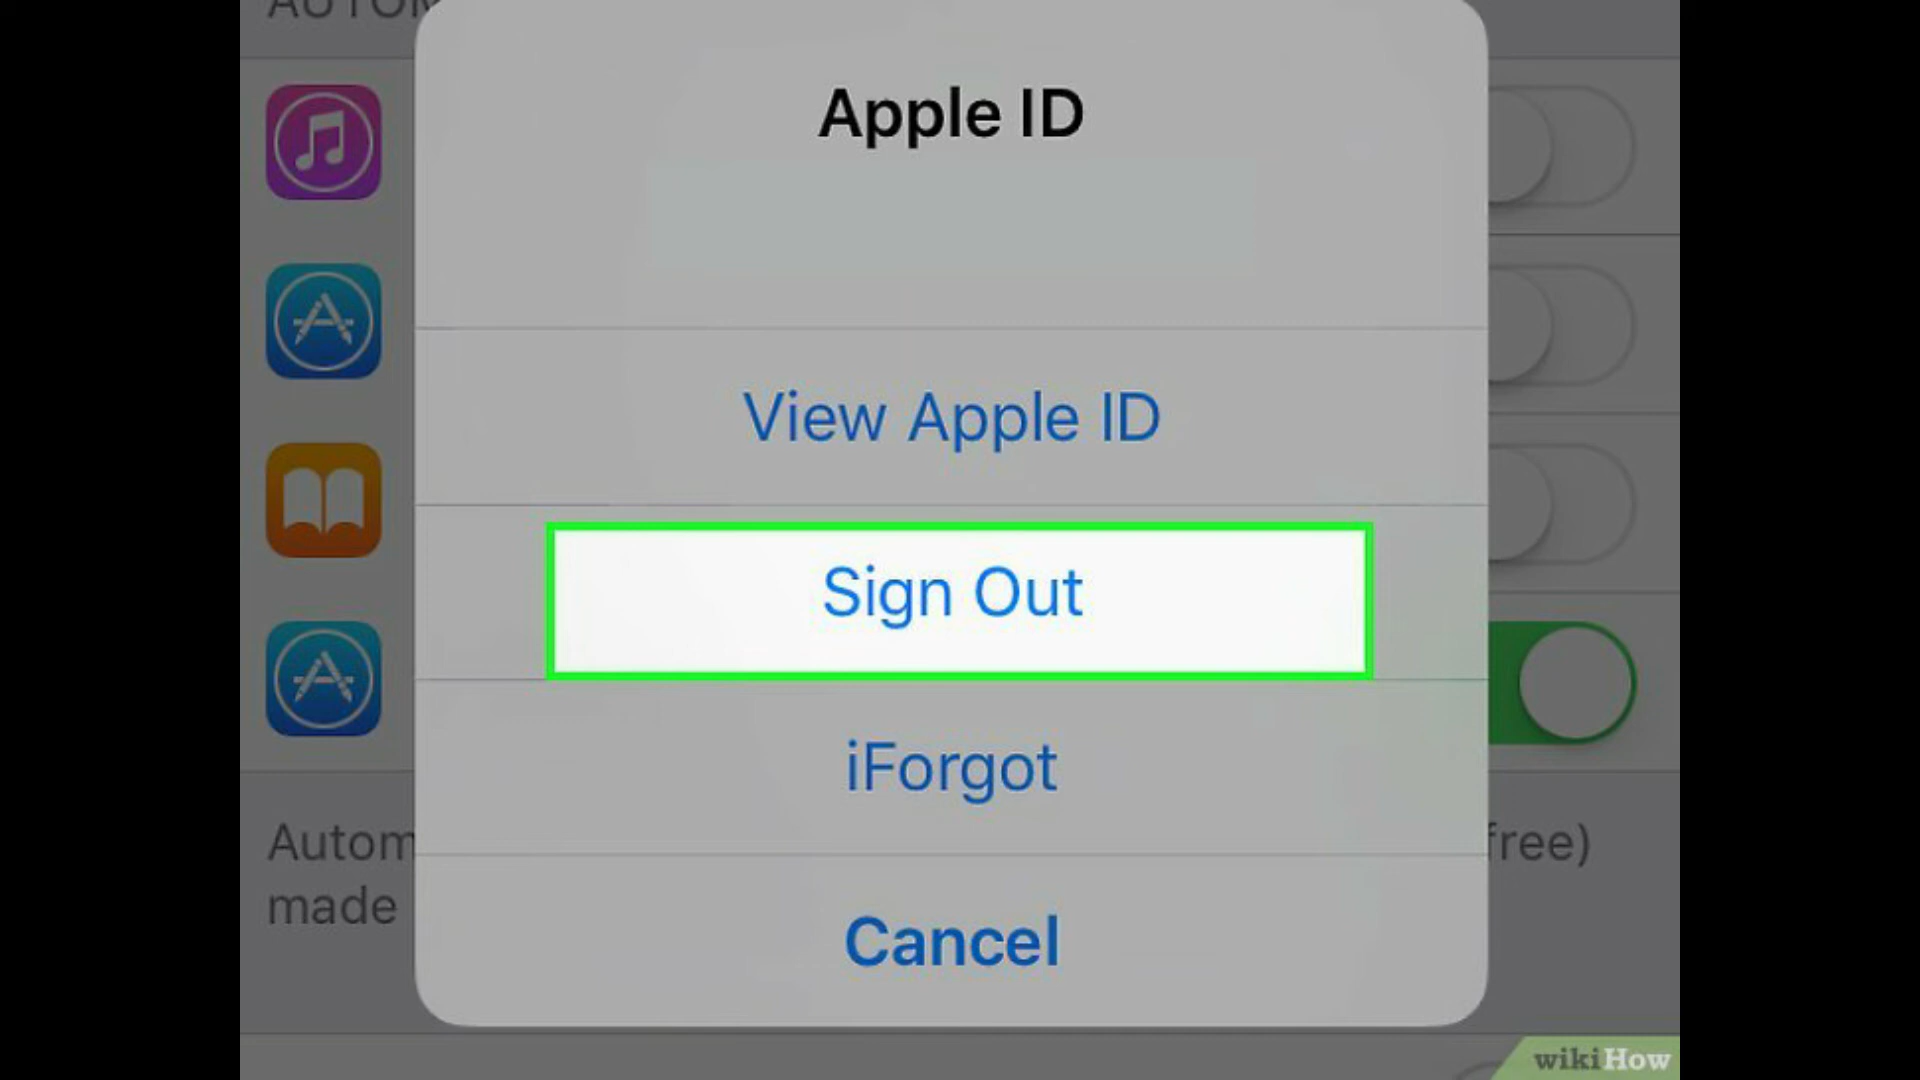 Apple ID
View Apple ID
Sign Out
iForgot
Autom
free)
made
Cancel
wikiHow